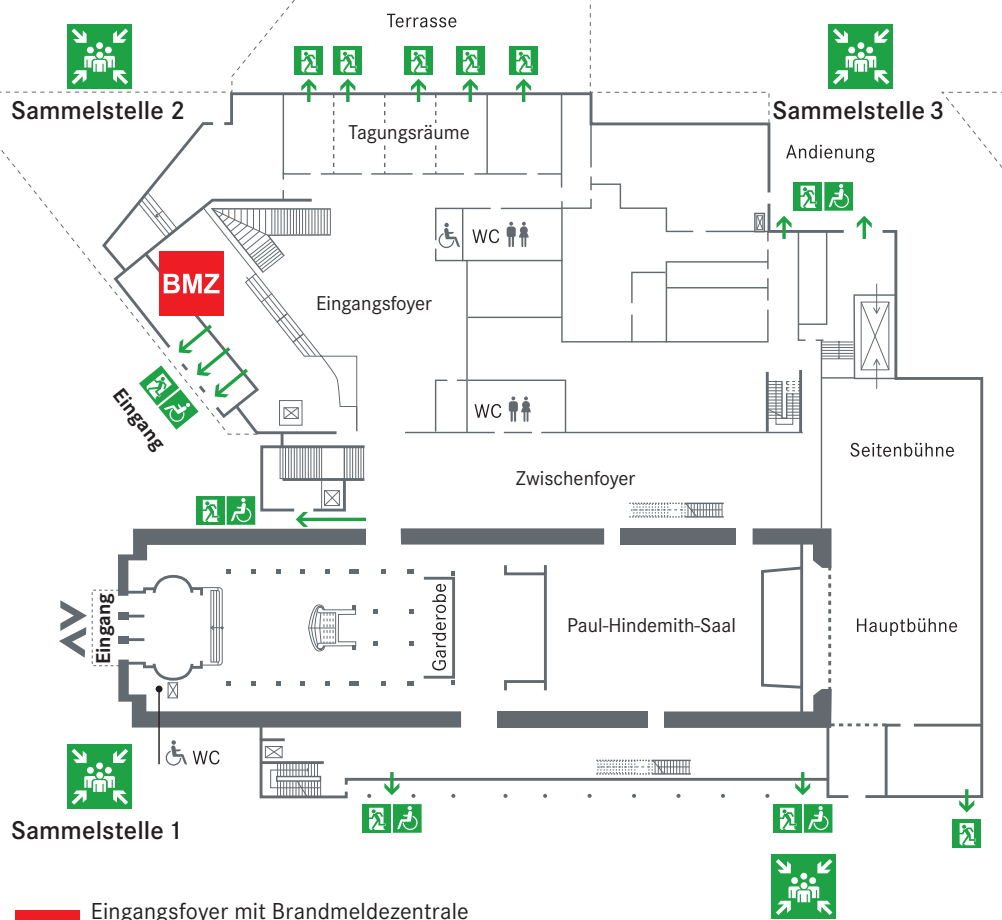 Terrasse
Sammelstelle 2
Sammelstelle 3
Tagungsräume
Andienung
WC
BMZ
Eingangsfoyer
Eingang
WC
Seitenbühne
Zwischenfoyer
Eingang
Garderobe
Paul-Hindemith-Saal
Hauptbühne
WC
Sammelstelle 1
Eingangsfoyer mit Brandmeldezentrale